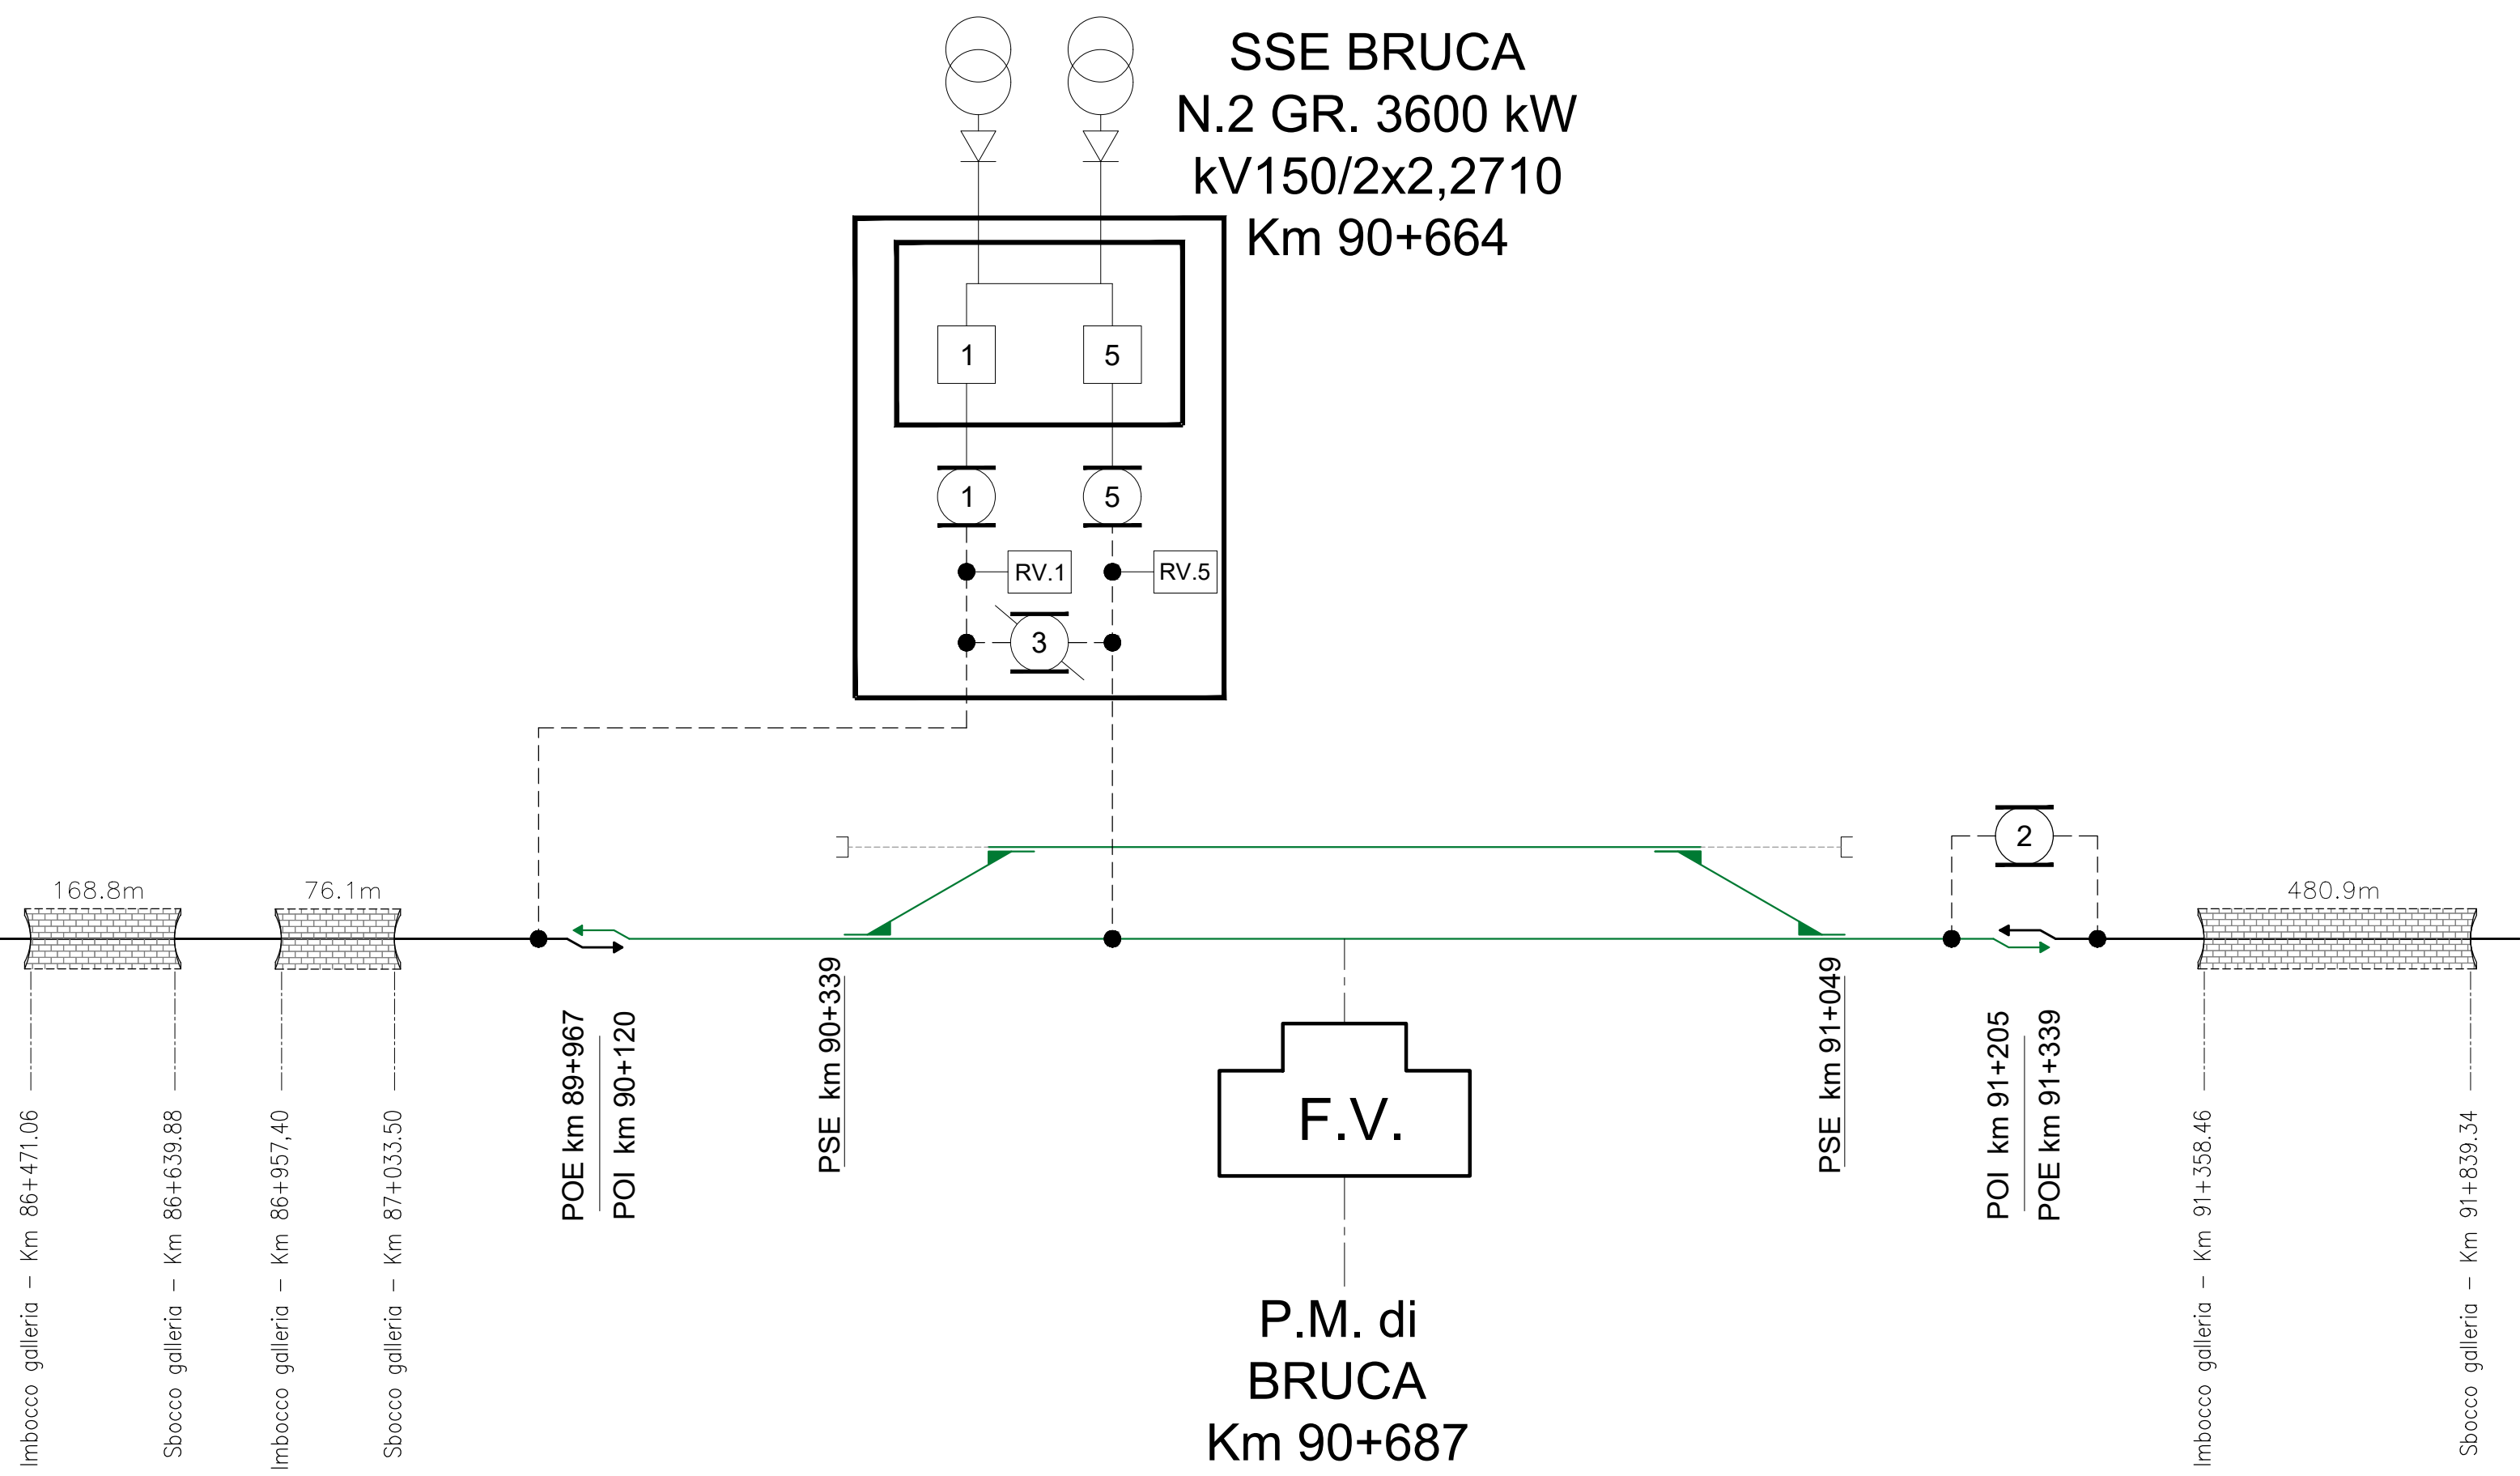 SSE BRUCA
N.2 GR. 3600 kW
kV150/2x2,2710
Km 90+664
1
5
1
5
RV.1
RV.5
3
2
168.8m
76.1m
480.9m
Imbocco galleria - Km 86+471.06
Sbocco galleria - Km 86+639.88
Imbocco galleria - Km 86+957,40
Sbocco galleria - Km 87+033.50
POE km 89+967
POI km 90+120
PSE km 90+339
F.V.
PSE km 91+049
POI km 91+205
POE km 91+339
Imbocco galleria - Km 91+358.46
Sbocco galleria - Km 91+839.34
P.M. di
BRUCA
Km 90+687